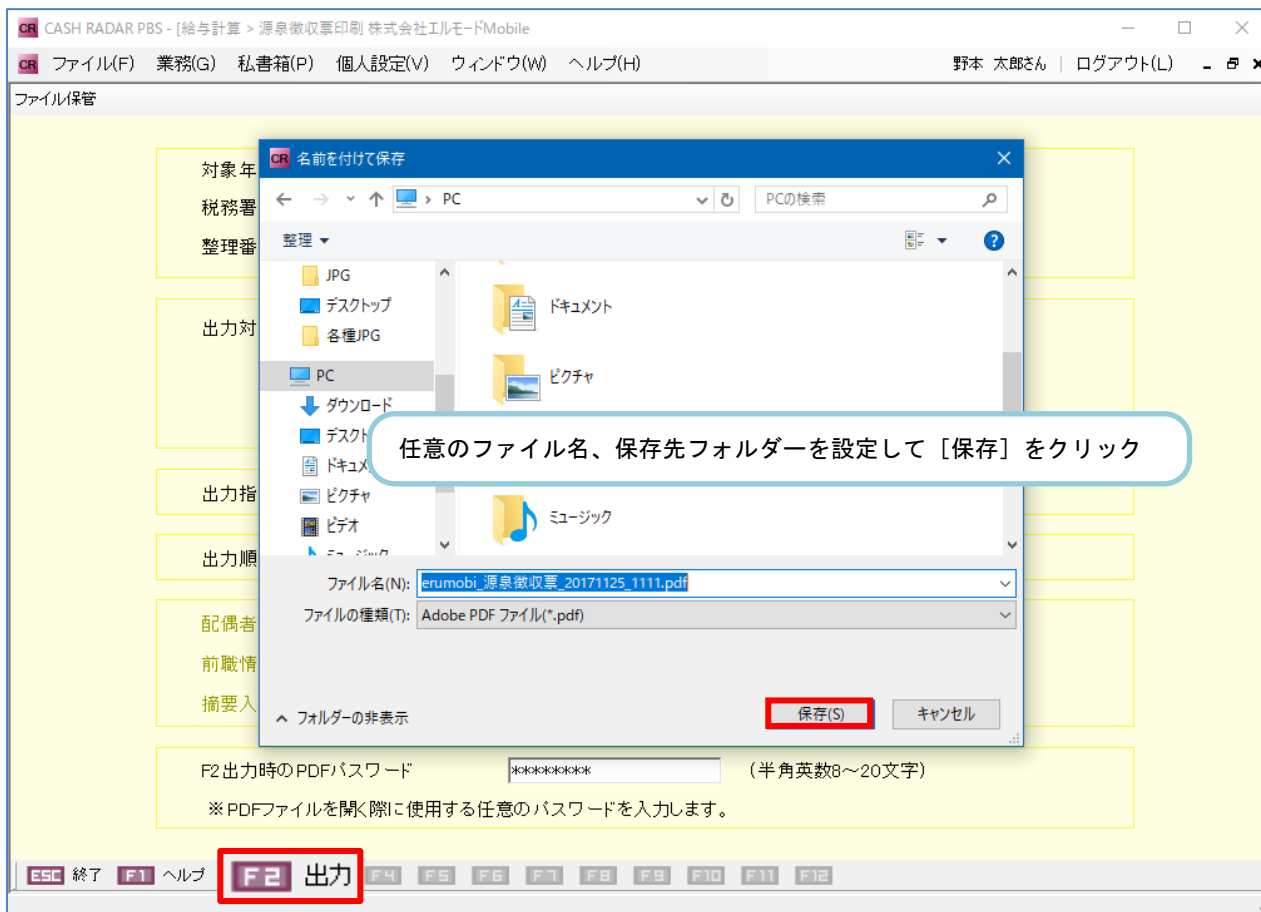 CR CASH RADAR PBS - [給与計算 > 源泉徴収票印刷 株式会社エルモードMobile
CR ファイル(F) 業務(G) 私書箱(P) 個人設定(V) ウィンドウ(W) ヘルプ(H) 野本 太郎さん | ログアウト(L)
ファイル保管
対象年
税務署
整理番
出力対
出力指
出力順
配偶者
前職情
摘要入
CR 名前を付けて保存
PC
PCの検索
整理
JPG
デスクトップ
各種JPG
PC
ダウンロード
デスクト
ドキュメ
ピクチャ
ビデオ
ミュージック
ドキュメント
ピクチャ
ミュージック
任意のファイル名、保存先フォルダーを設定して［保存］をクリック
ファイル名(N): erumobi_源泉徴収票_20171125_1111.pdf
ファイルの種類(T): Adobe PDF ファイル(*.pdf)
フォルダーの非表示
保存(S) キャンセル
F2出力時のPDFパスワード ********* (半角英数8～20文字)
※PDFファイルを開く際に使用する任意のパスワードを入力します。
ESC 終了 F1 ヘルプ F2 出力 F4 F5 F6 F7 F8 F9 F10 F11 F12